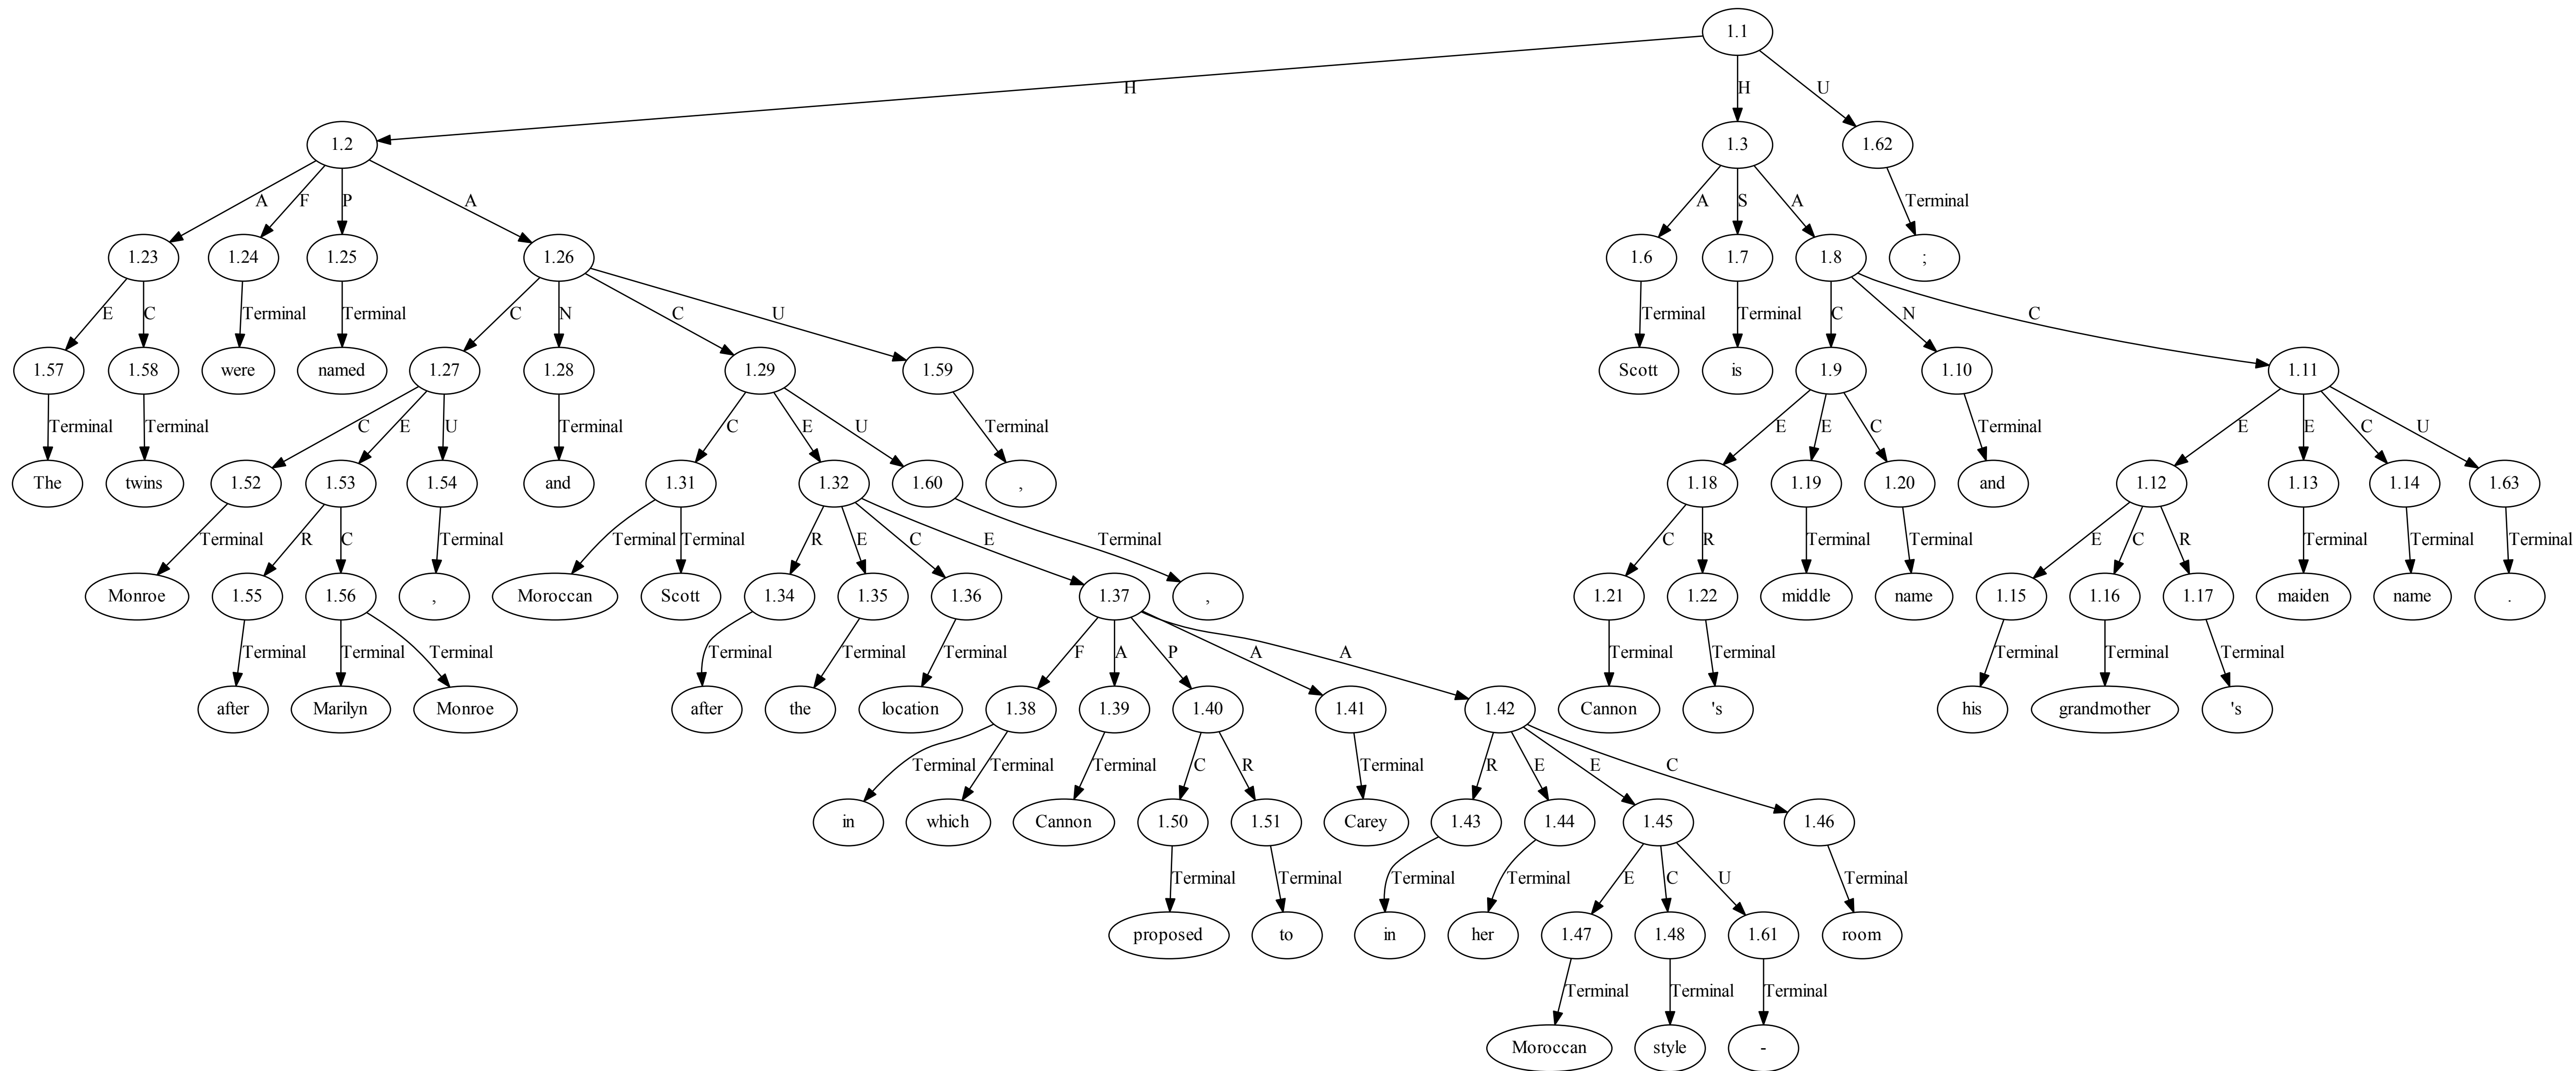 1.1
H H U
1.2 1.3 1.62
A F P A A S A Terminal
1.23 1.24 1.25 1.26 1.6 1.7 1.8 ;
E C Terminal Terminal C N C U Terminal Terminal C N C
1.57 1.58 were named 1.27 1.28 1.29 1.59 Scott is 1.9 1.10 1.11
Terminal Terminal C E U Terminal C E U Terminal E E C Terminal E E C U
The twins 1.52 1.53 1.54 and 1.31 1.32 1.60 , 1.18 1.19 1.20 and 1.12 1.13 1.14 1.63
Terminal R C Terminal Terminal Terminal R E C E Terminal C R Terminal Terminal E C R Terminal Terminal Terminal
Monroe 1.55 1.56 , Moroccan Scott 1.34 1.35 1.36 1.37 , 1.21 1.22 middle name 1.15 1.16 1.17 maiden name .
Terminal Terminal Terminal Terminal Terminal Terminal F A P A A Terminal Terminal Terminal Terminal Terminal
after Marilyn Monroe after the location 1.38 1.39 1.40 1.41 1.42 Cannon 's his grandmother 's
Terminal Terminal Terminal C R Terminal R E E C
in which Cannon 1.50 1.51 Carey 1.43 1.44 1.45 1.46
Terminal Terminal Terminal Terminal E C U Terminal
proposed to in her 1.47 1.48 1.61 room
Terminal Terminal Terminal
Moroccan style -